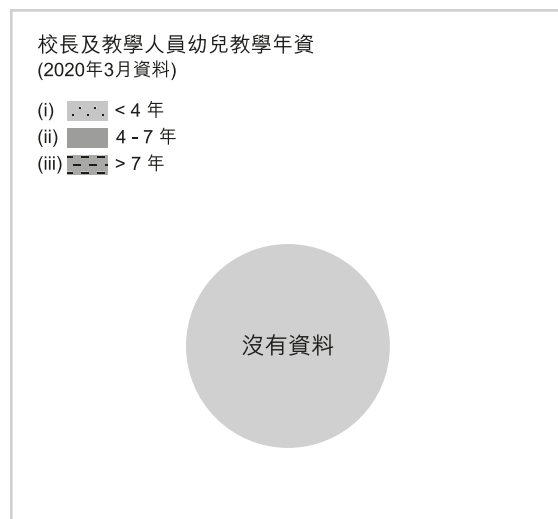 校長及教學人員幼兒教學年資
(2020年3月資料)
(i) < 4 年
(ii) 4 - 7 年
(iii) > 7 年
沒有資料